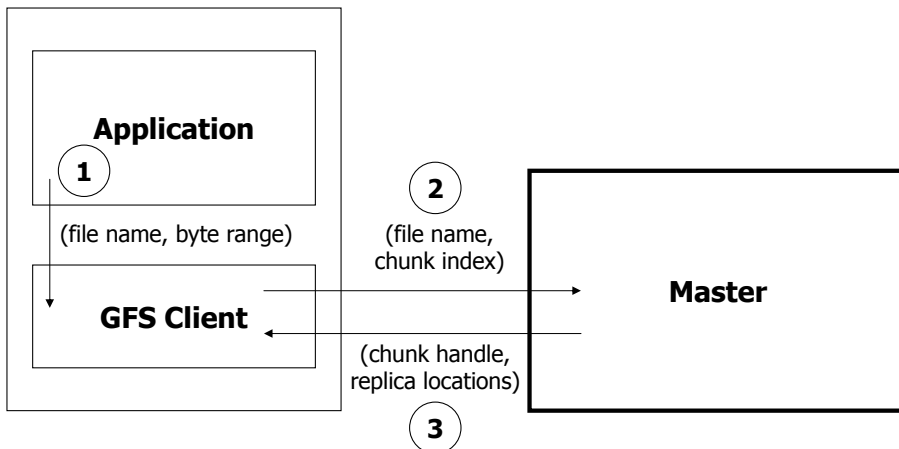 Application
1
(file name, byte range)
GFS Client
2
(file name,
chunk index)
Master
(chunk handle,
replica locations)
3